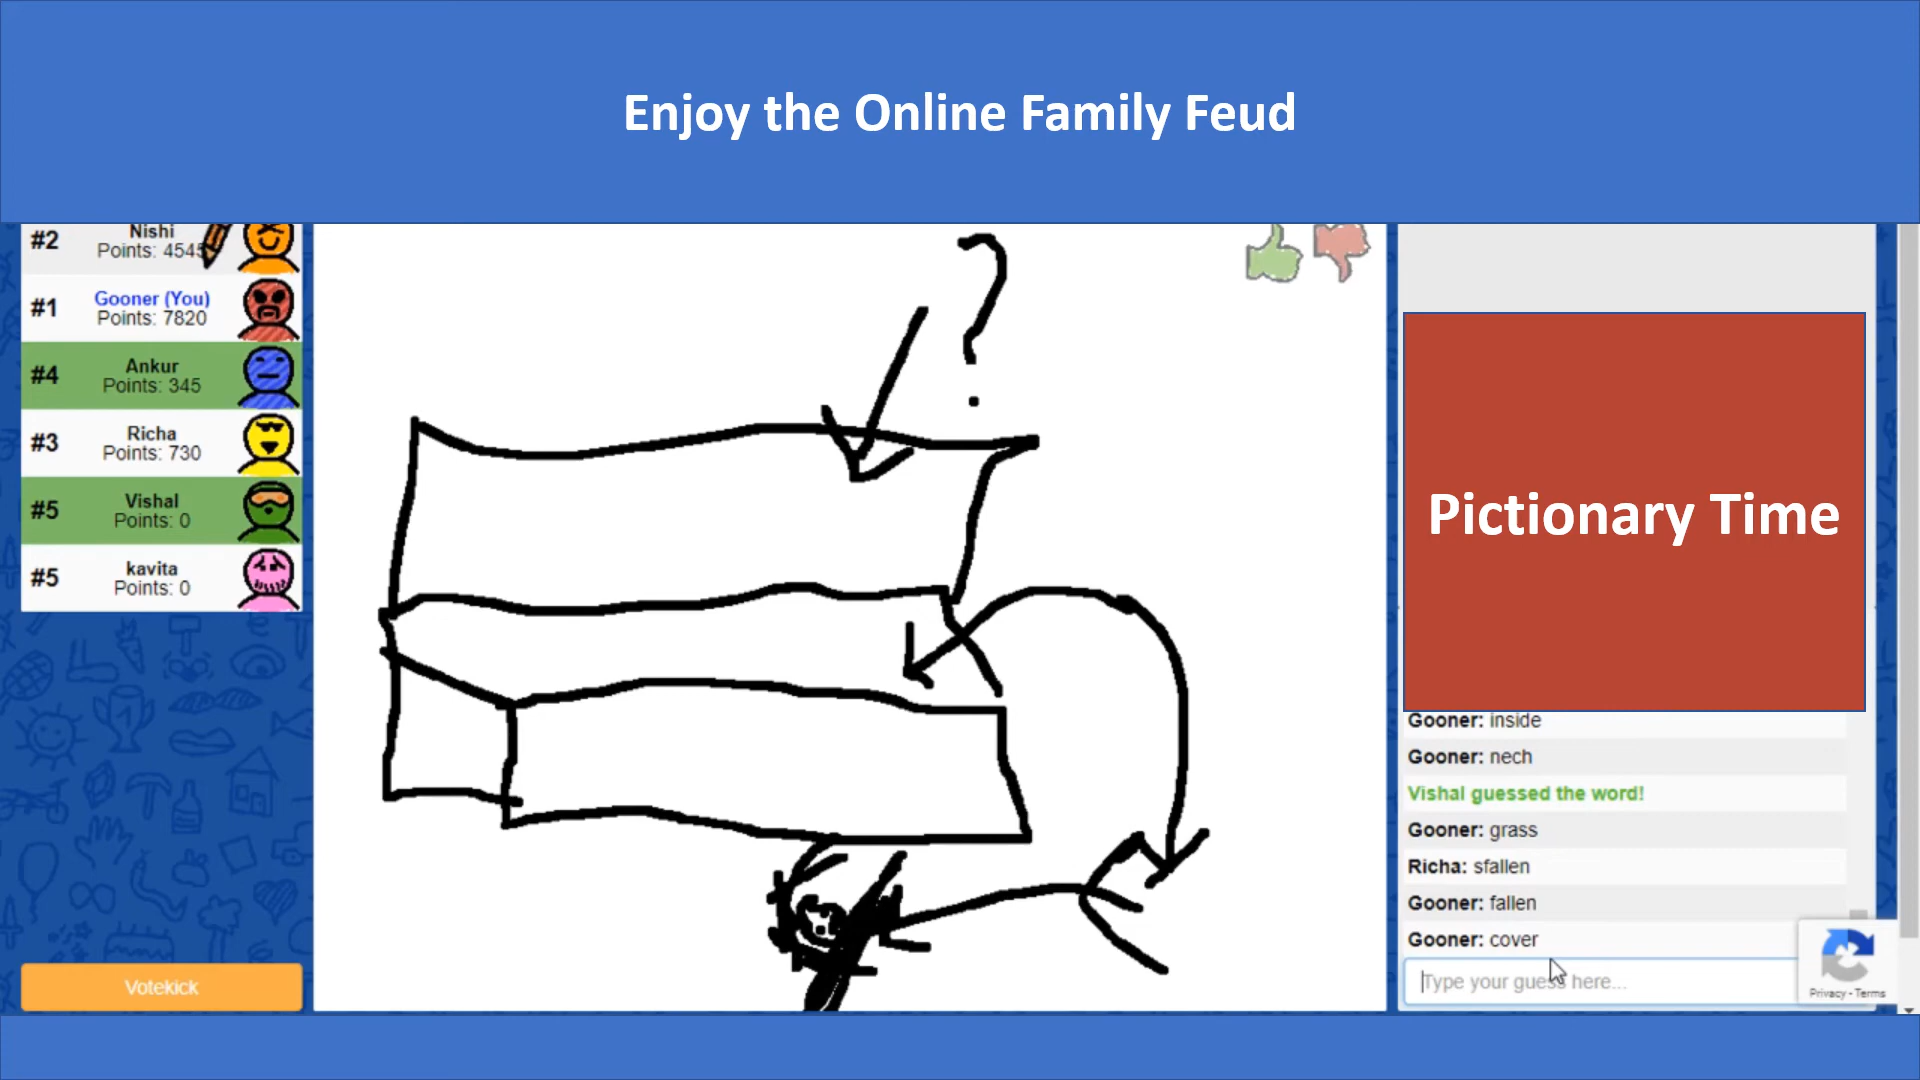 Enjoy the Online Family Feud
#2
Nishi
Points: 4545
#1
Gooner (You)
Points: 7820
#4
Ankur
Points: 345
#3
Richa
Points: 730
#5
Vishal
Points: 0
#5
kavita
Points: 0
Votekick
?
Pictionary Time
Gooner: inside
Gooner: nech
Vishal guessed the word!
Gooner: grass
Richa: sfallen
Gooner: fallen
Gooner: cover
Type your guess here...
Privacy - Terms